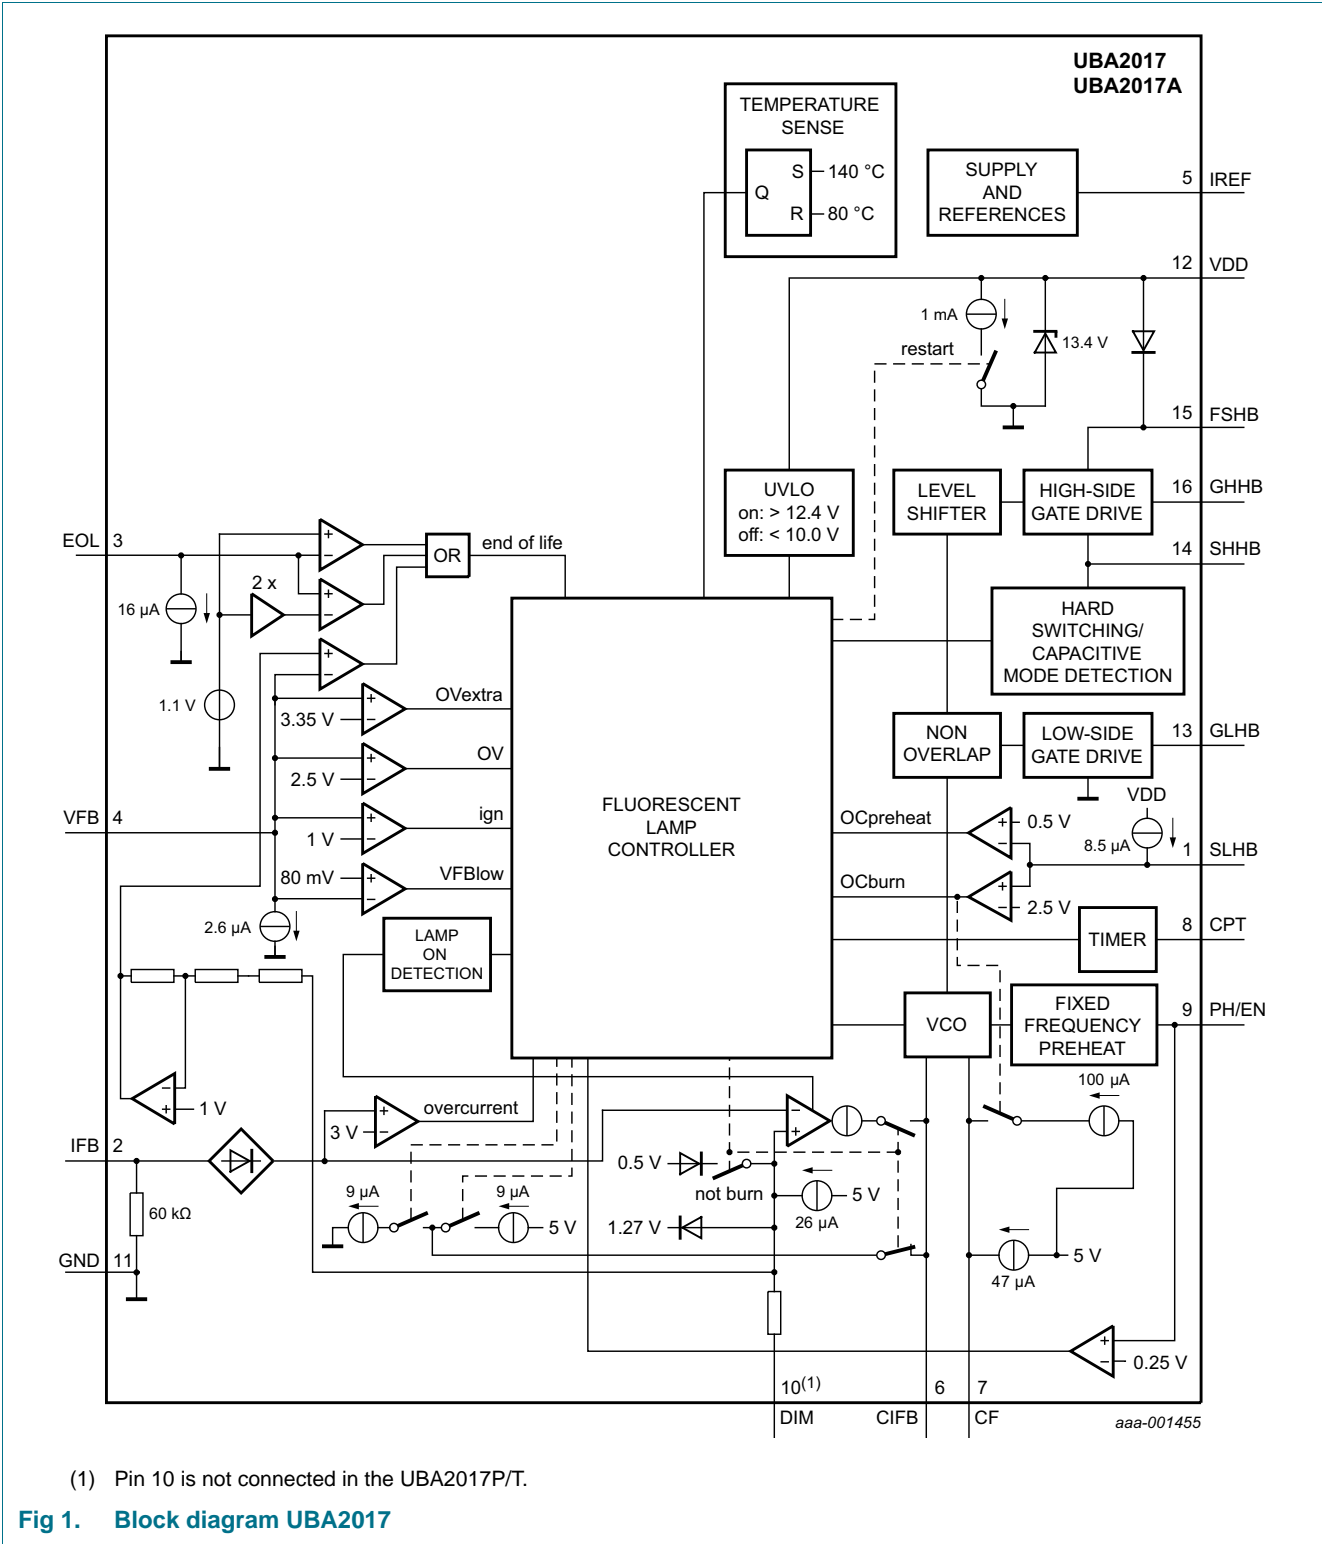 UBA2017
UBA2017A
TEMPERATURE
SENSE
S
140 °C
Q
R
80 °C
SUPPLY
AND
REFERENCES
5
IREF
12
VDD
1 mA
13.4 V
restart
15
FSHB
UVLO
on: > 12.4 V
off: < 10.0 V
LEVEL
SHIFTER
HIGH-SIDE
GATE DRIVE
16
GHHB
14
SHHB
EOL
3
+
−
OR
end of life
2 x
+
−
16 µA
HARD
SWITCHING/
CAPACITIVE
MODE DETECTION
+
−
1.1 V
+
−
3.35 V
OVextra
NON
OVERLAP
LOW-SIDE
GATE DRIVE
13
GLHB
+
−
2.5 V
OV
VDD
VFB
4
+
−
1 V
ign
FLUORESCENT
LAMP
CONTROLLER
OCpreheat
+
−
0.5 V
8.5 µA
1
SLHB
80 mV
+
−
VFBlow
OCburn
+
−
2.5 V
2.6 µA
LAMP
ON
DETECTION
TIMER
8
CPT
VCO
FIXED
FREQUENCY
PREHEAT
9
PH/EN
100 µA
−
+
1 V
+
−
3 V
overcurrent
−
+
IFB
2
0.5 V
not burn
60 kΩ
9 µA
9 µA
5 V
5 V
26 µA
1.27 V
GND
11
5 V
47 µA
+
−
0.25 V
10(1)
6
7
DIM
CIFB
CF
aaa-001455
(1) Pin 10 is not connected in the UBA2017P/T.
Fig 1. Block diagram UBA2017